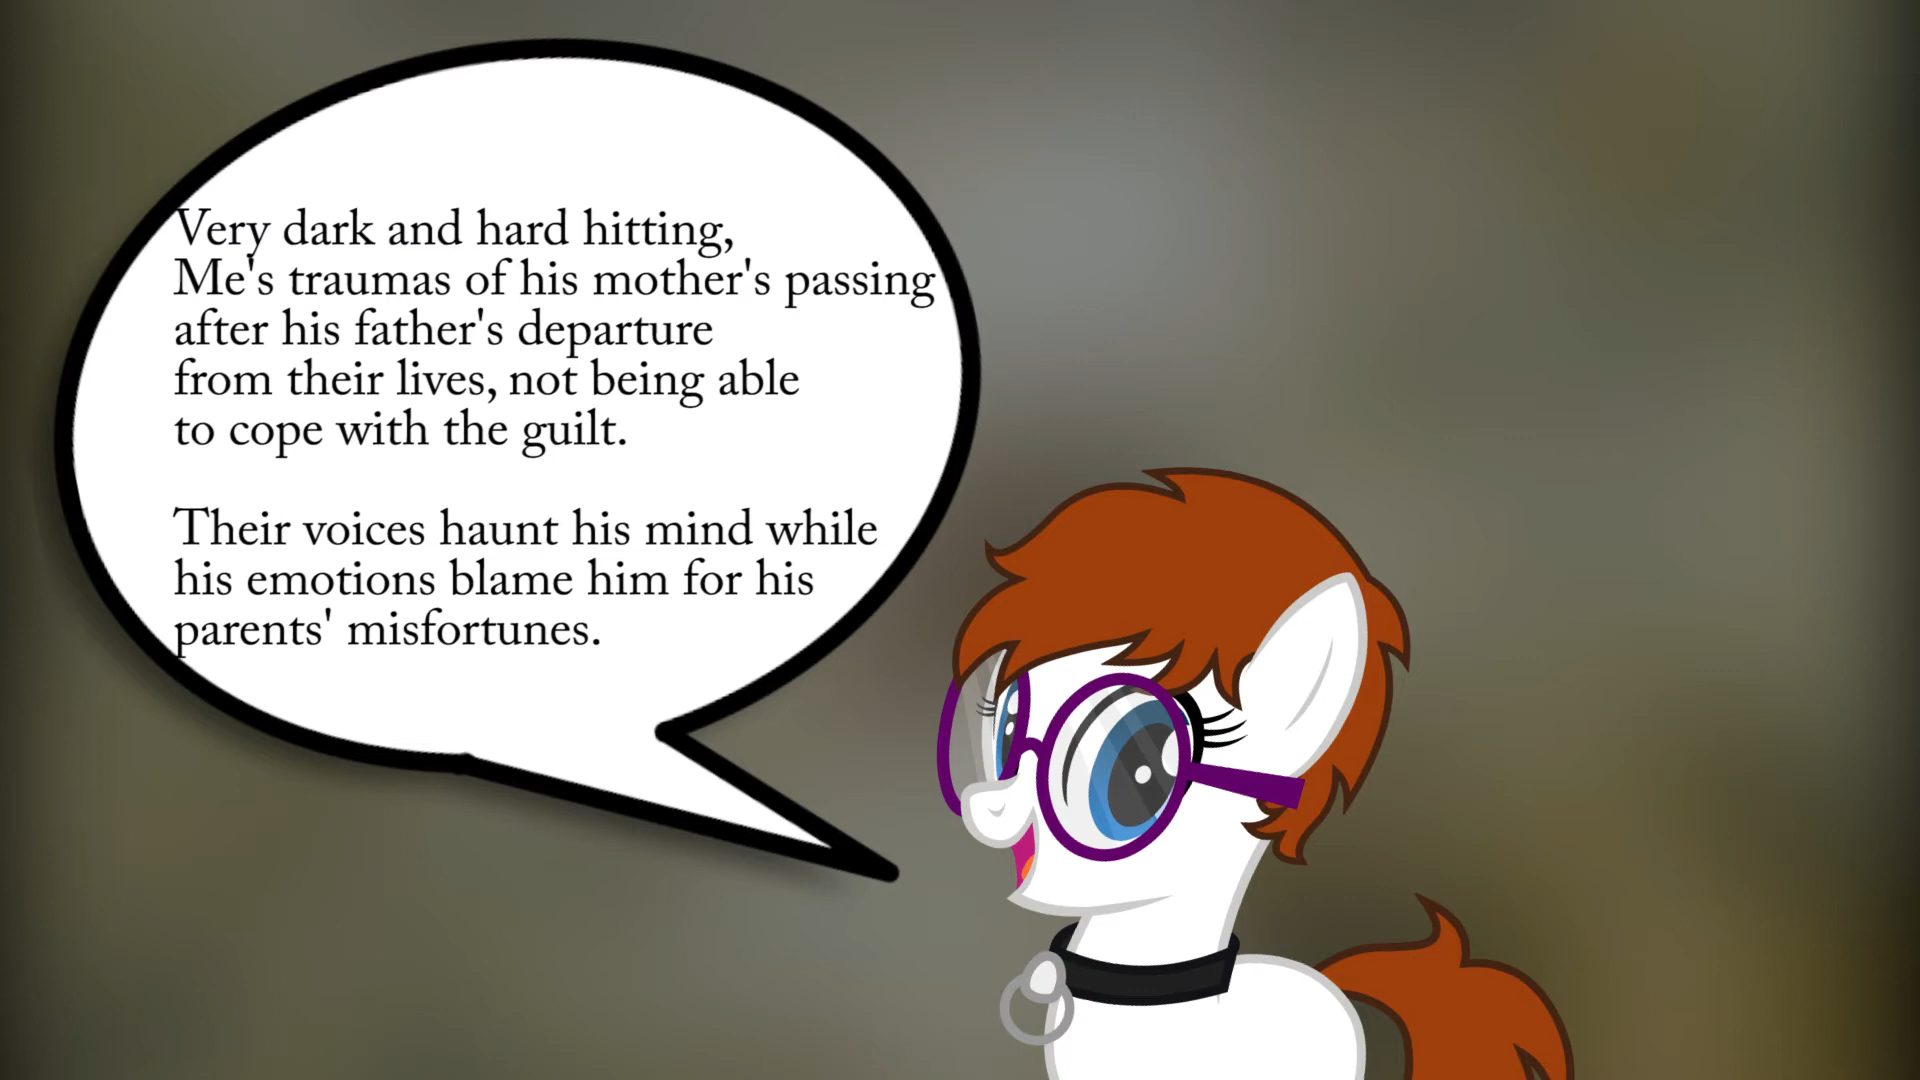 Very dark and hard hitting,
Me's traumas of his mother's passing
after his father's departure
from their lives, not being able
to cope with the guilt.
Their voices haunt his mind while
his emotions blame him for his
parents' misfortunes.